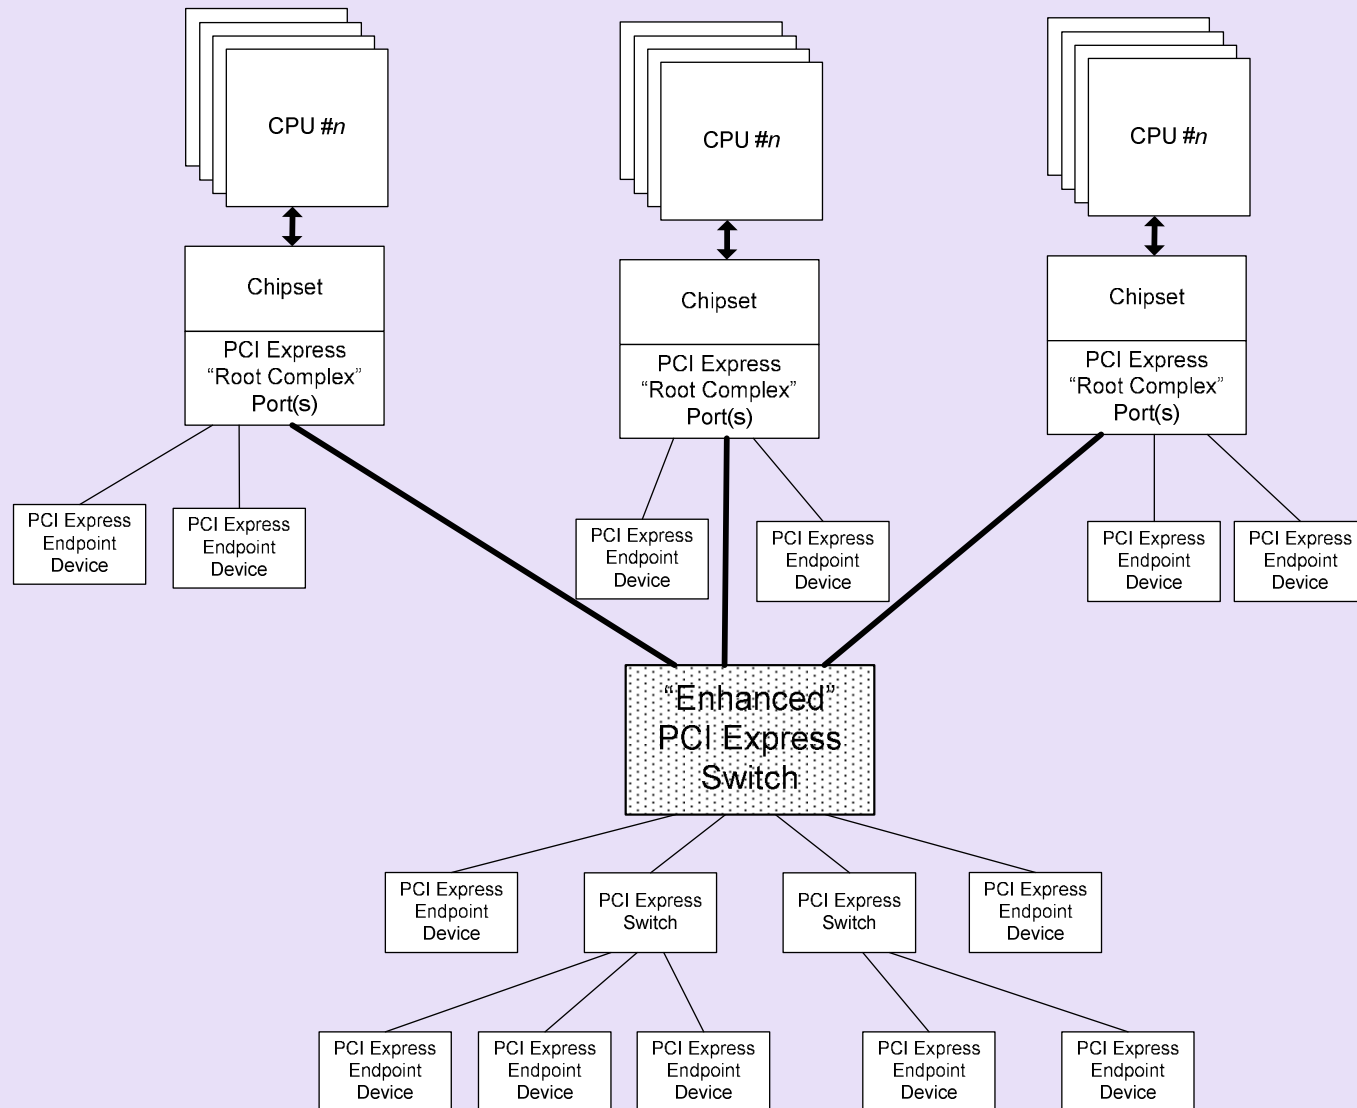 CPU #n
CPU #n
CPU #n
Chipset
PCI Express
“Root Complex”
Port(s)
Chipset
PCI Express
“Root Complex”
Port(s)
Chipset
PCI Express
“Root Complex”
Port(s)
PCI Express
Endpoint
Device
PCI Express
Endpoint
Device
PCI Express
Endpoint
Device
PCI Express
Endpoint
Device
PCI Express
Endpoint
Device
PCI Express
Endpoint
Device
“Enhanced”
PCI Express
Switch
PCI Express
Endpoint
Device
PCI Express
Switch
PCI Express
Switch
PCI Express
Endpoint
Device
PCI Express
Endpoint
Device
PCI Express
Endpoint
Device
PCI Express
Endpoint
Device
PCI Express
Endpoint
Device
PCI Express
Endpoint
Device